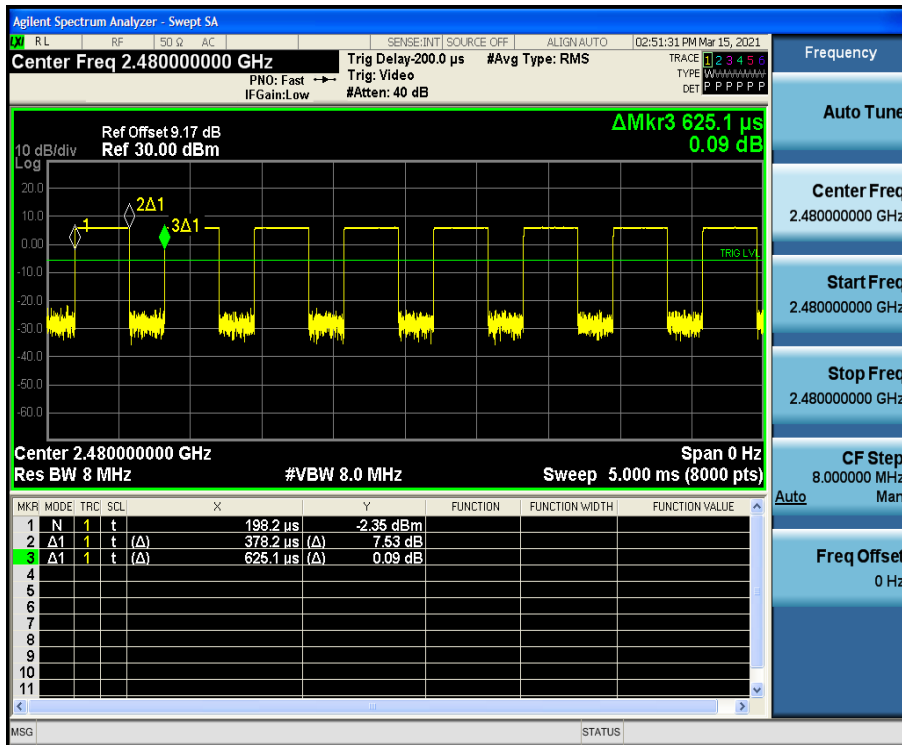 Agilent Spectrum Analyzer - Swept SA
LXI RL RF 50 Ω AC SENSE:INT SOURCE OFF ALIGN AUTO 02:51:31 PM Mar 15, 2021
Center Freq 2.480000000 GHz
PNO: Fast
IFGain:Low
Trig Delay-200.0 µs
Trig: Video
#Atten: 40 dB
#Avg Type: RMS
TRACE 1 2 3 4 5 6
TYPE WWWWWWW
DET P P P P P P
Frequency
Auto Tune
Center Freq
2.480000000 GHz
Start Freq
2.480000000 GHz
Stop Freq
2.480000000 GHz
CF Step
8.000000 MHz
Auto Man
Freq Offset
0 Hz
ΔMkr3 625.1 µs
0.09 dB
Ref Offset 9.17 dB
10 dB/div Ref 30.00 dBm
Log
20.0
10.0
0.00
-10.0
-20.0
-30.0
-40.0
-50.0
-60.0
1
2Δ1
3Δ1
TRIG LVL
Center 2.480000000 GHz Span 0 Hz
Res BW 8 MHz #VBW 8.0 MHz Sweep 5.000 ms (8000 pts)
MKR MODE TRC SCL X Y FUNCTION FUNCTION WIDTH FUNCTION VALUE
1 N 1 t 198.2 µs -2.35 dBm
2 Δ1 1 t (Δ) 378.2 µs (Δ) 7.53 dB
3 Δ1 1 t (Δ) 625.1 µs (Δ) 0.09 dB
4
5
6
7
8
9
10
11
MSG STATUS